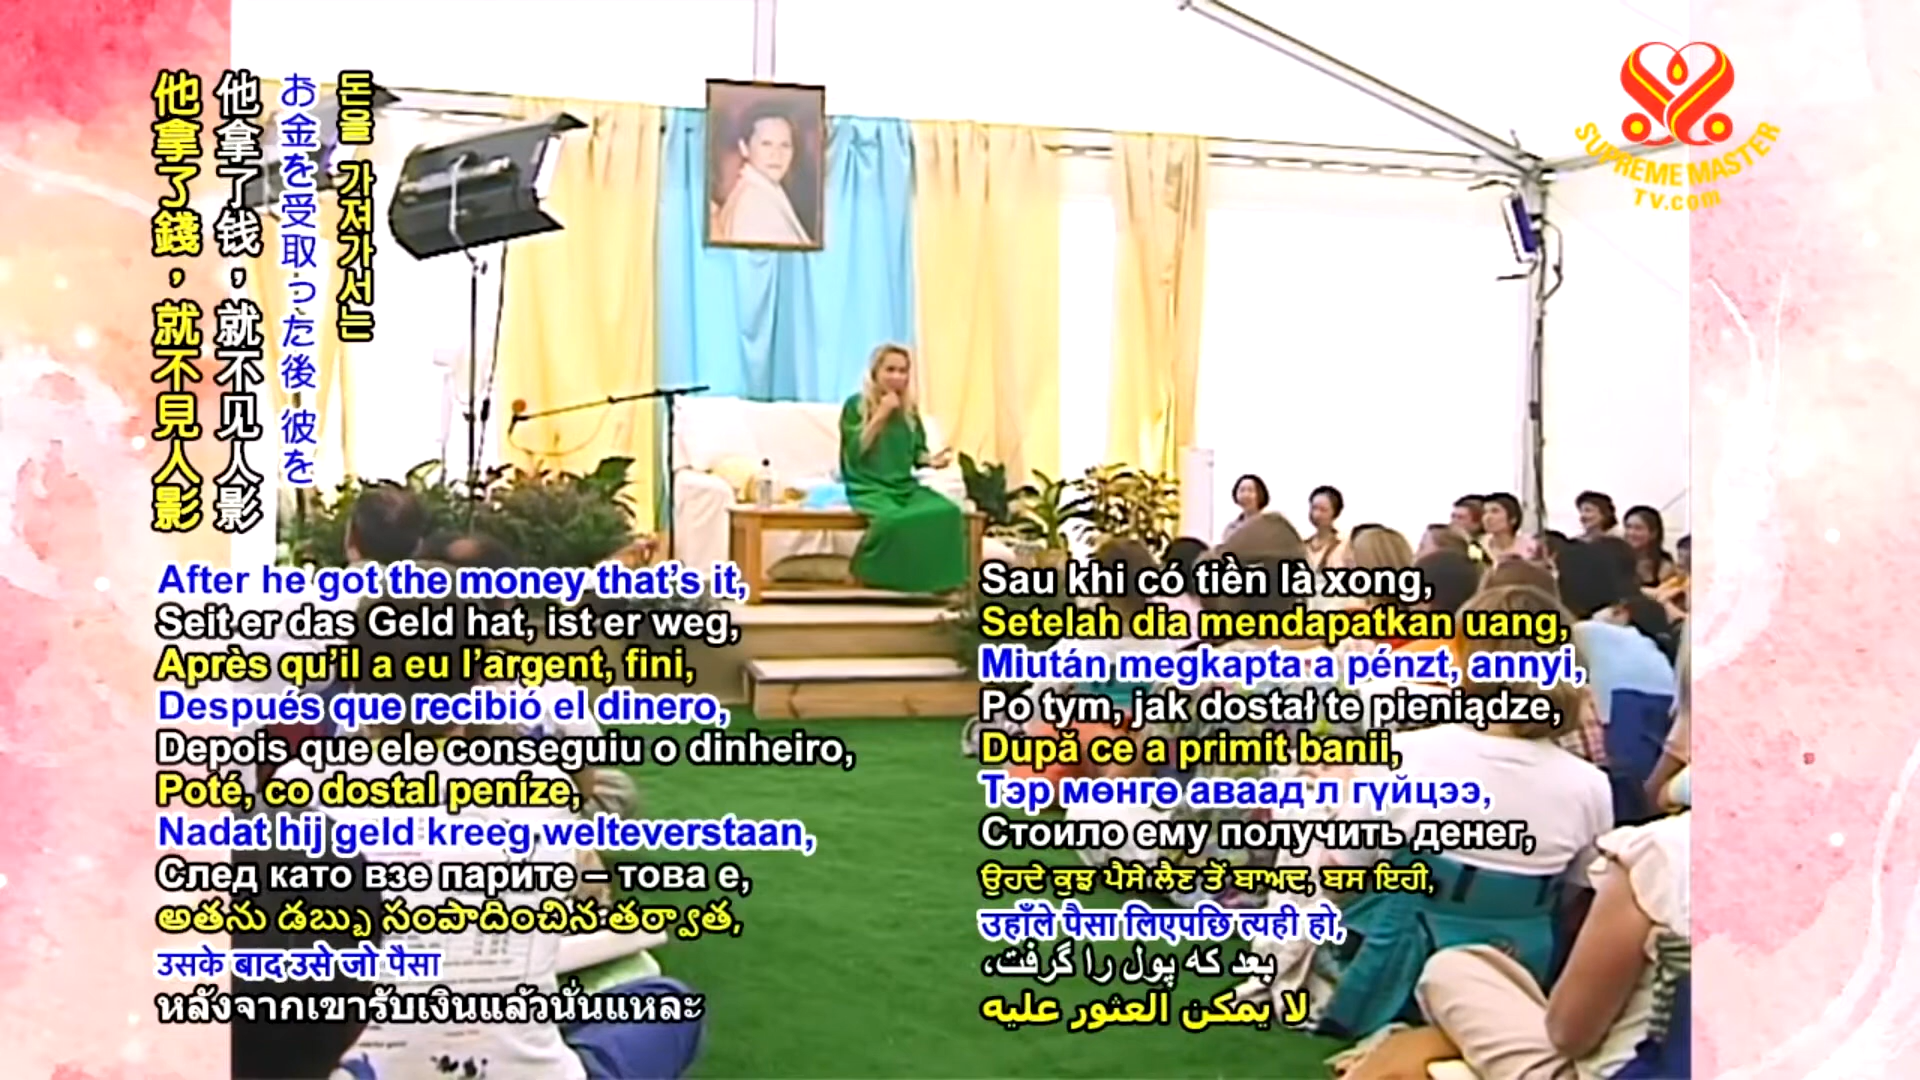 돈을 가져가서는
お金を受取った後 彼を
他拿了钱，就不见人影
他拿了錢，就不見人影
SUPREME MASTER
TV.com
After he got the money that’s it,
Seit er das Geld hat, ist er weg,
Après qu’il a eu l’argent, fini,
Después que recibió el dinero,
Depois que ele conseguiu o dinheiro,
Poté, co dostal peníze,
Nadat hij geld kreeg welteverstaan,
След като взе парите – това е,
అతను డబ్బు సంపాదించిన తర్వాత,
उसके बाद उसे जो पैसा
หลังจากเขารับเงินแล้วนั่นแหละ
Sau khi có tiền là xong,
Setelah dia mendapatkan uang,
Miután megkapta a pénzt, annyi,
Po tym, jak dostał te pieniądze,
După ce a primit banii,
Тэр мөнгө аваад л гүйцээ,
Стоило ему получить денег,
ਉਹਦੇ ਕੁਝ ਪੈਸੇ ਲੈਣ ਤੋਂ ਬਾਅਦ, ਬਸ ਇਹੀ,
उहाँले पैसा लिएपछि त्यही हो,
بعد که پول را گرفت،
لا يمكن العثور عليه